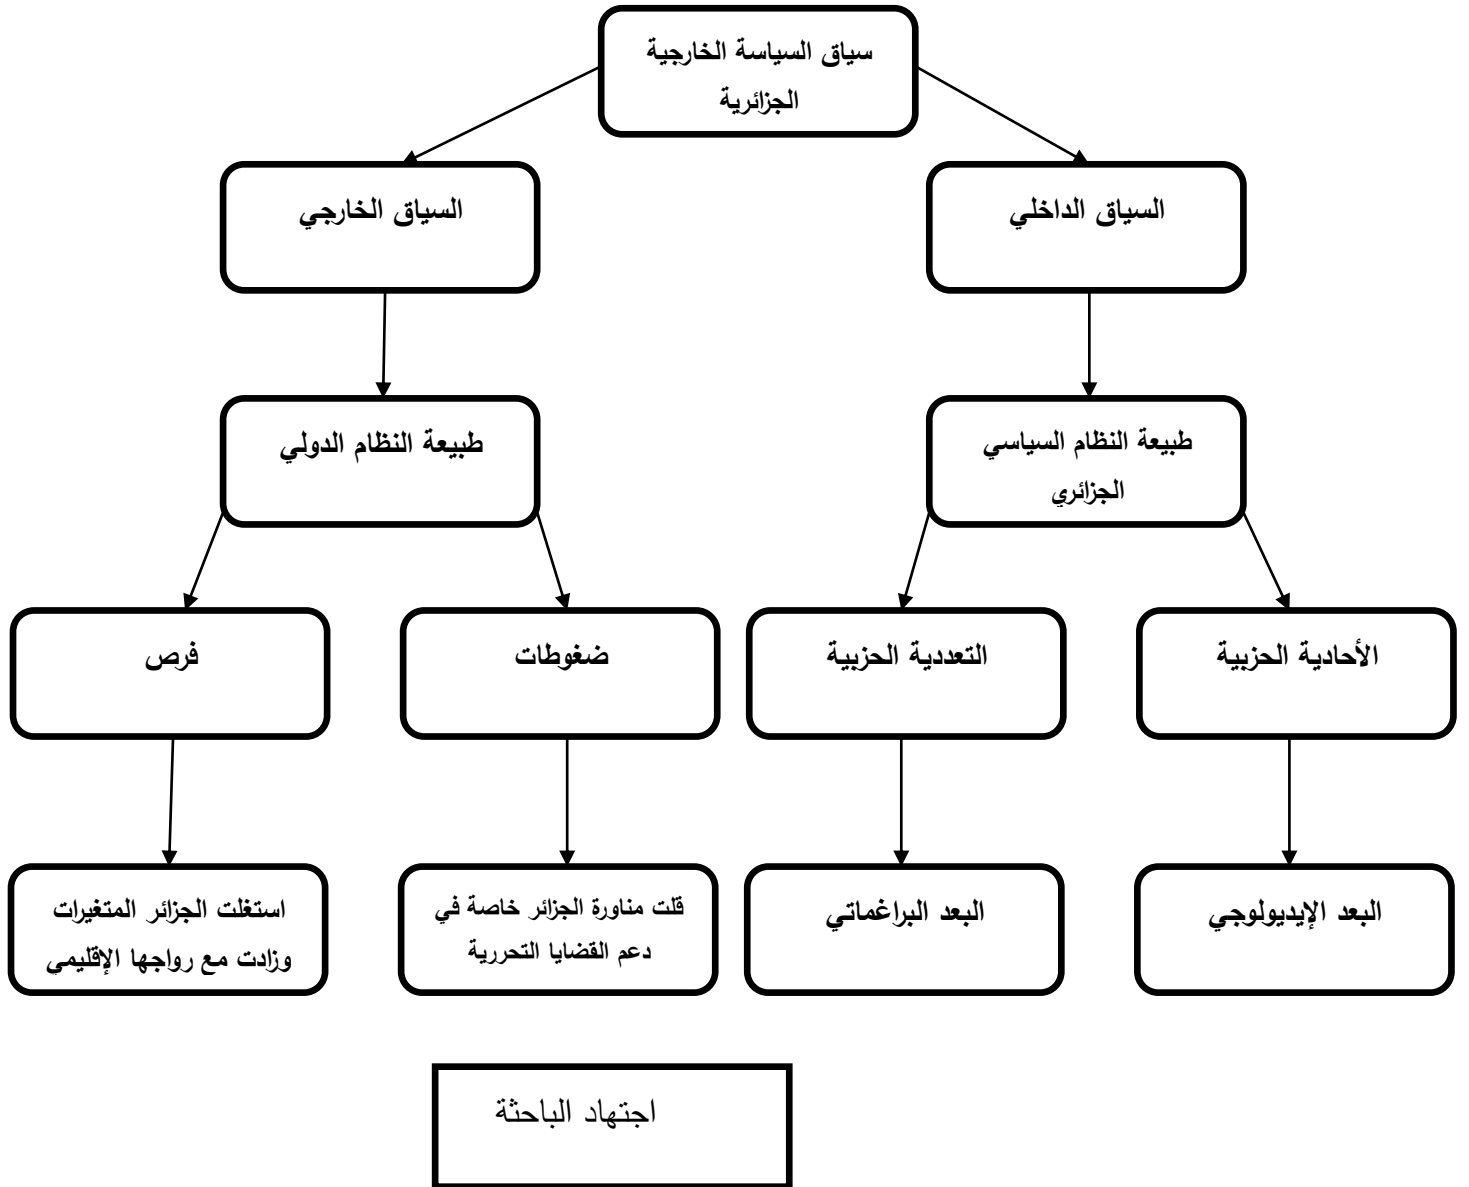 سياق السياسة الخارجية
الجزائرية
السياق الداخلي
السياق الخارجي
طبيعة النظام السياسي
الجزائري
طبيعة النظام الدولي
الأحادية الحزبية
التعددية الحزبية
ضغوطات
فرص
البعد الإيديولوجي
البعد البراغماتي
قلت مناورة الجزائر خاصة في
دعم القضايا التحررية
استغلت الجزائر المتغيرات
وزادت مع رواجها الإقليمي
اجتهاد الباحثة